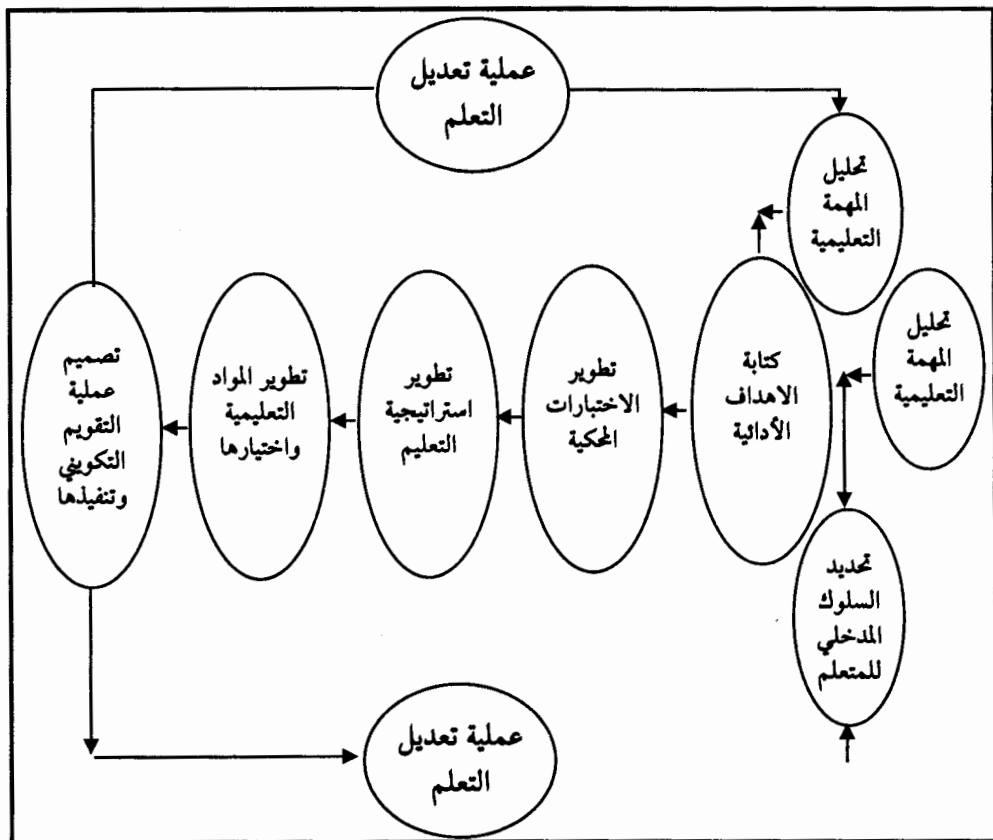 عملية تعديل
التعلم
تحليل
المهمة
التعليمية
تحليل
المهمة
التعليمية
كتابة
الاهداف
الأدائية
تطوير
الاختبارات
المحكية
تطوير
استراتيجية
التعليم
تطوير المواد
التعليمية
واختيارها
تصميم
عملية
التقويم
التكويني
وتنفيذها
تحديد
السلوك
المدخلي
للمتعلم
عملية تعديل
التعلم